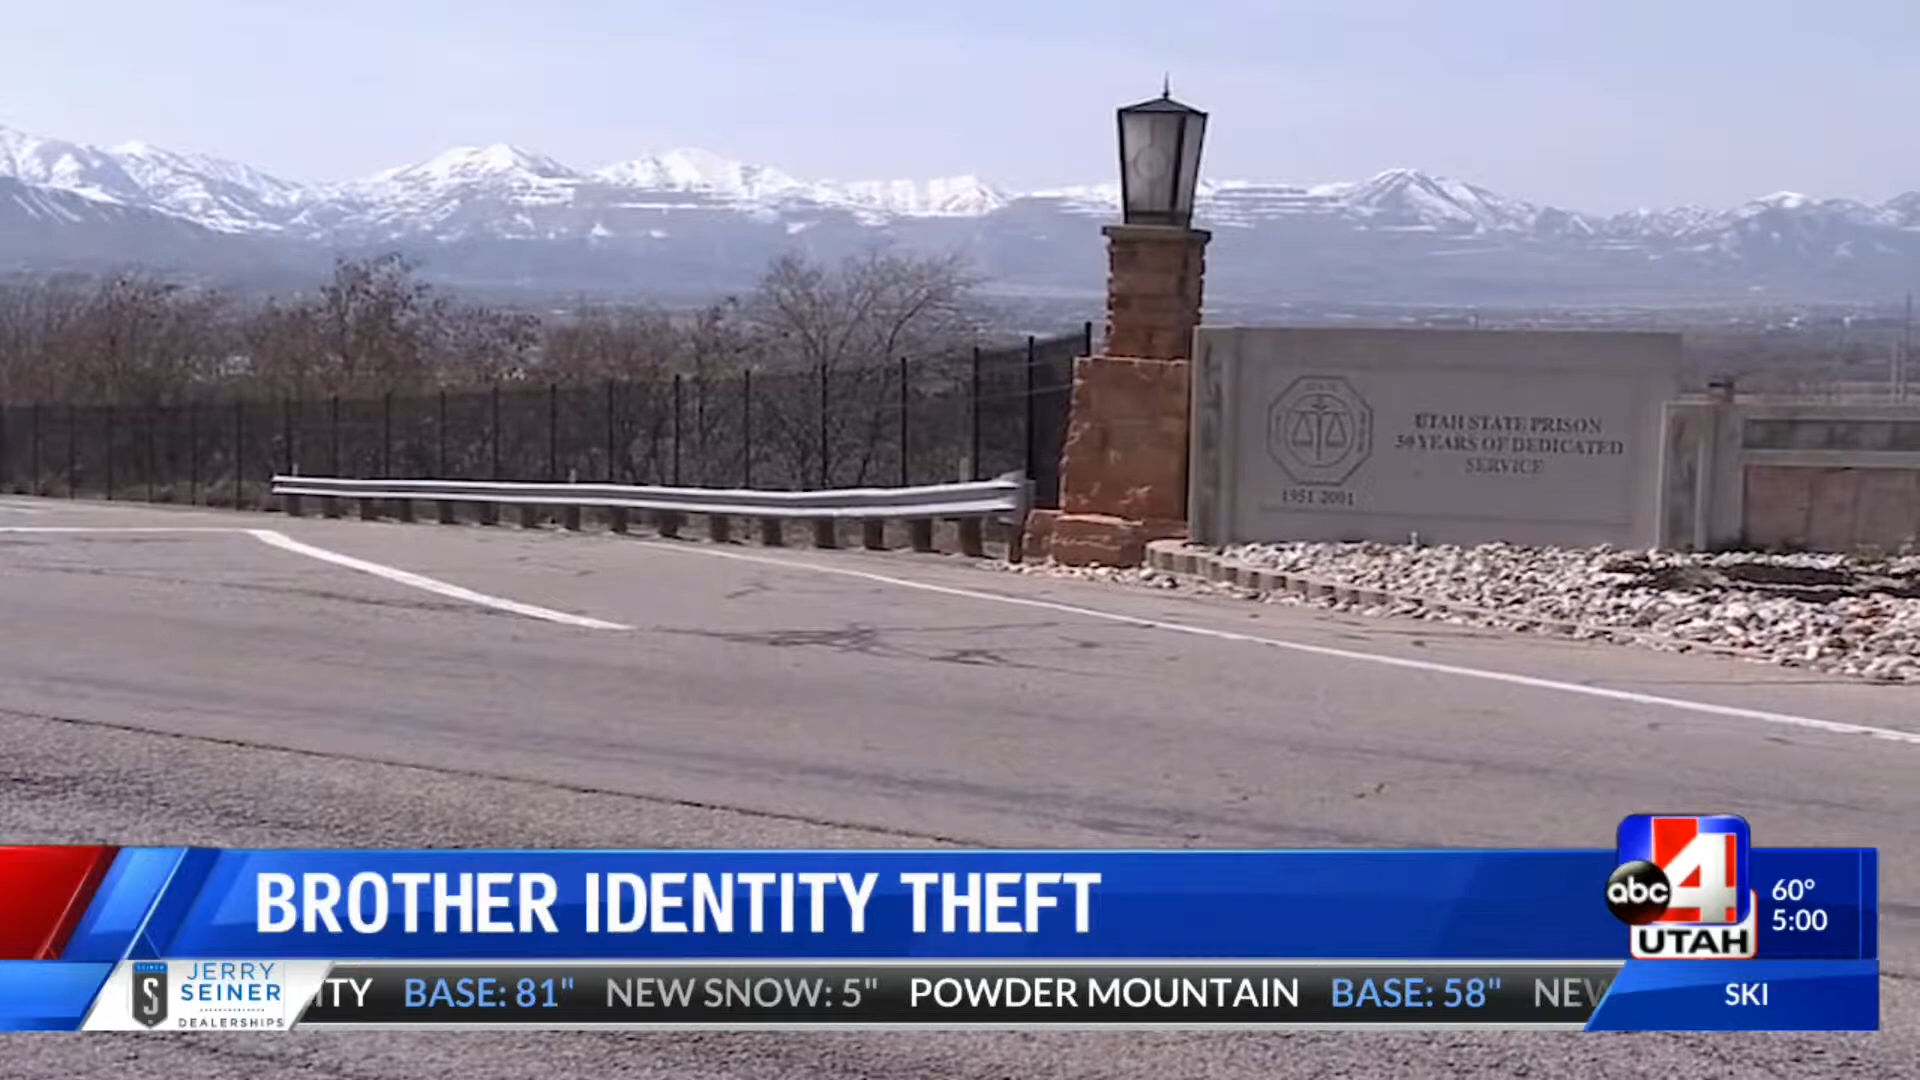 UTAH STATE PRISON
50 YEARS OF DEDICATED
SERVICE
1951 2001
BROTHER IDENTITY THEFT
abc
4
UTAH
60°
5:00
SEINER
S
JERRY
SEINER
DEALERSHIPS
ITY BASE: 81" NEW SNOW: 5" POWDER MOUNTAIN BASE: 58" NEW
SKI